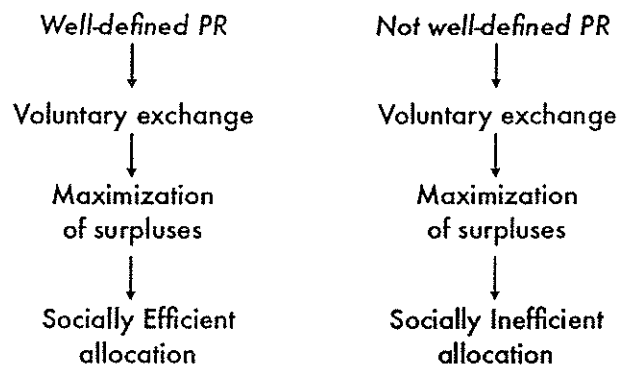 Well-defined PR
Voluntary exchange
Maximization
of surpluses
Socially Efficient
allocation
Not well-defined PR
Voluntary exchange
Maximization
of surpluses
Socially Inefficient
allocation